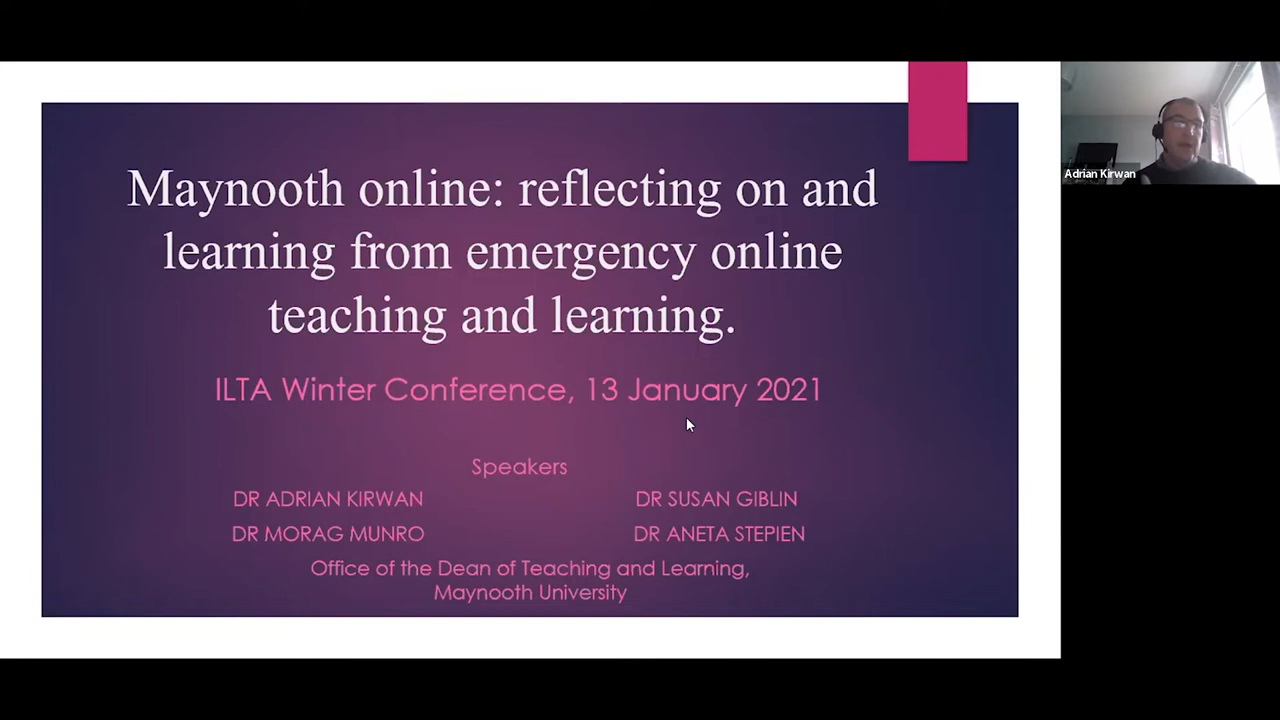 Maynooth online: reflecting on and
learning from emergency online
teaching and learning.
ILTA Winter Conference, 13 January 2021
Speakers
DR ADRIAN KIRWAN
DR SUSAN GIBLIN
DR MORAG MUNRO
DR ANETA STEPIEN
Office of the Dean of Teaching and Learning,
Maynooth University
Adrian Kirwan